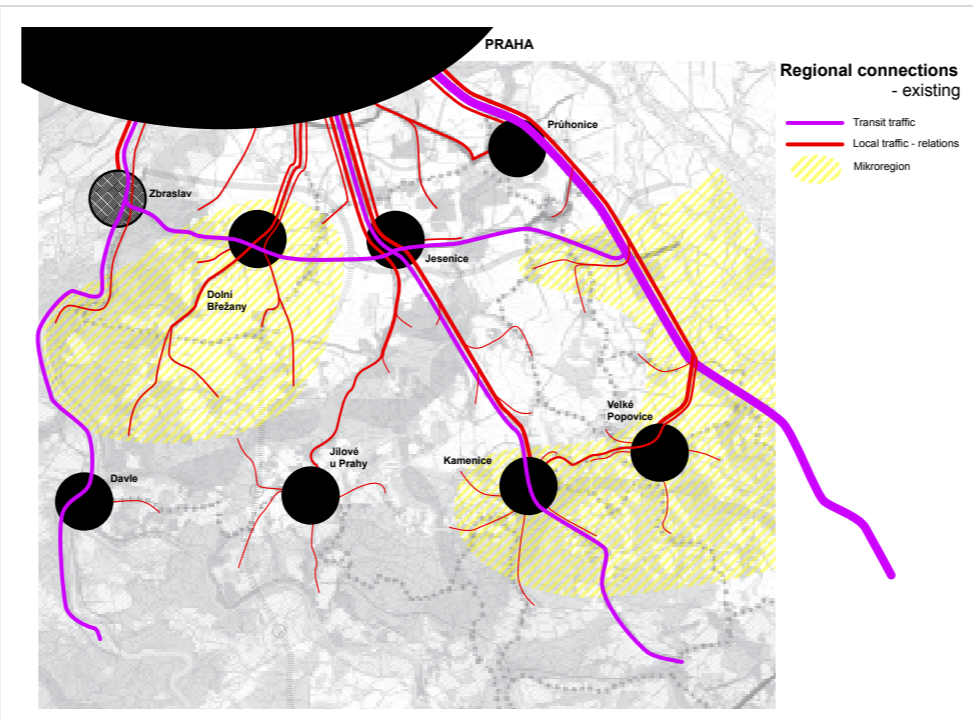 PRAHA
Regional connections
- existing
Transit traffic
Local traffic - relations
Mikroregion
Průhonice
Zbraslav
Jesenice
Dolní
Břežany
Velké
Popovice
Jílové
u Prahy
Kamenice
Davle